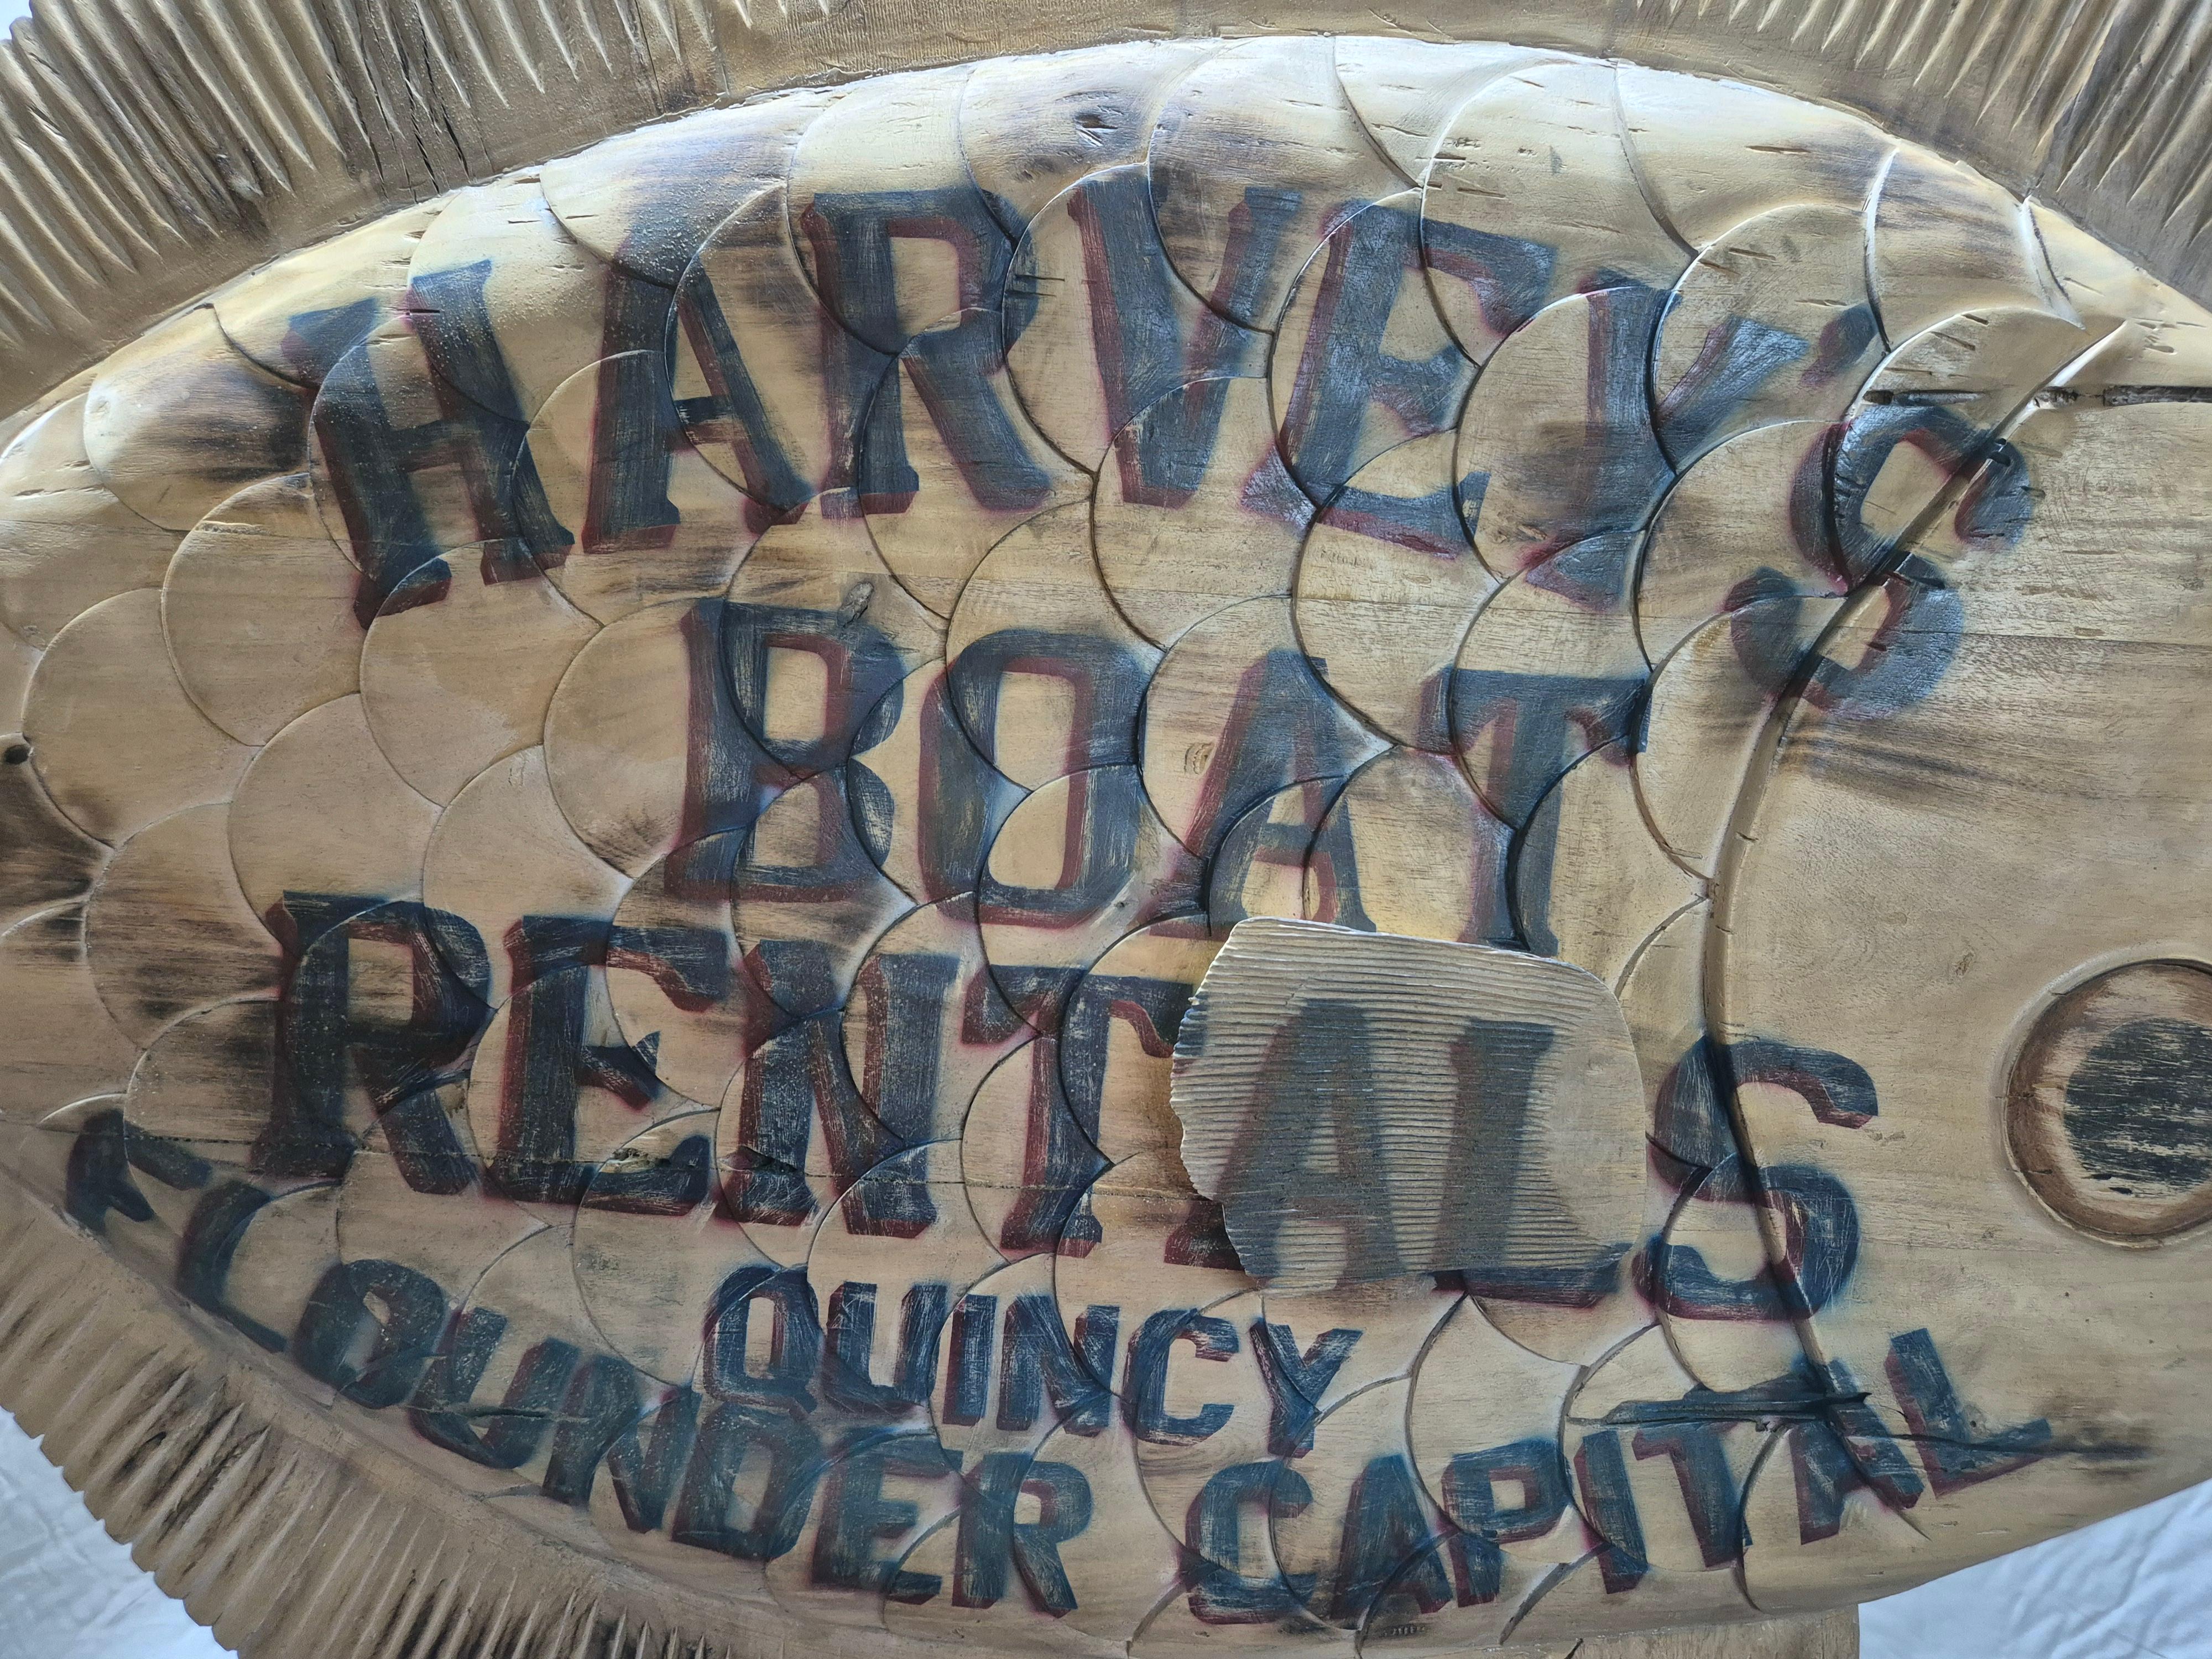 HARVEY'S
BOAT
RENTALS
QUINCY
FLOUNDER CAPITAL